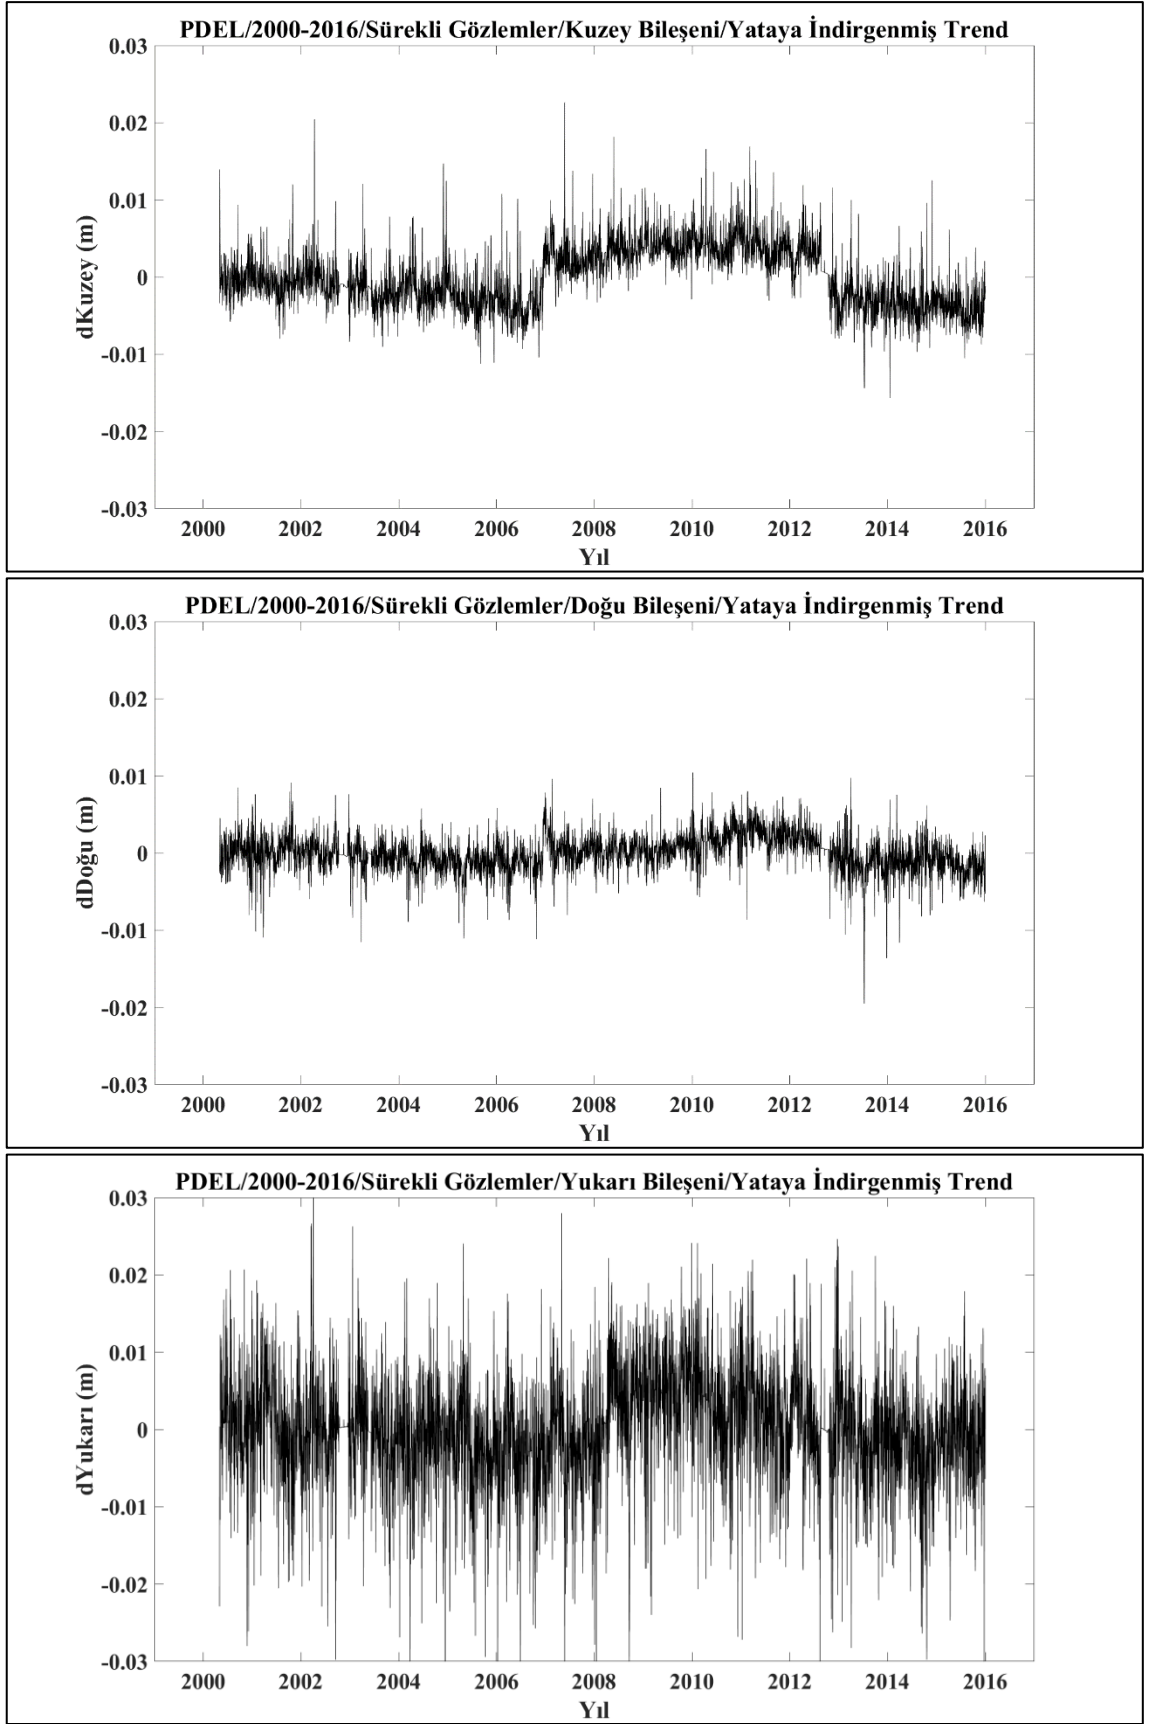 PDEL/2000-2016/Sürekli Gözlemler/Kuzey Bileşeni/Yataya İndirgenmiş Trend
0.03
0.02
0.01
0
-0.01
-0.02
-0.03
dKuzey (m)
2000 2002 2004 2006 2008 2010 2012 2014 2016
Yıl
PDEL/2000-2016/Sürekli Gözlemler/Doğu Bileşeni/Yataya İndirgenmiş Trend
0.03
0.02
0.01
0
-0.01
-0.02
-0.03
dDoğu (m)
2000 2002 2004 2006 2008 2010 2012 2014 2016
Yıl
PDEL/2000-2016/Sürekli Gözlemler/Yukarı Bileşeni/Yataya İndirgenmiş Trend
0.03
0.02
0.01
0
-0.01
-0.02
-0.03
dYukarı (m)
2000 2002 2004 2006 2008 2010 2012 2014 2016
Yıl